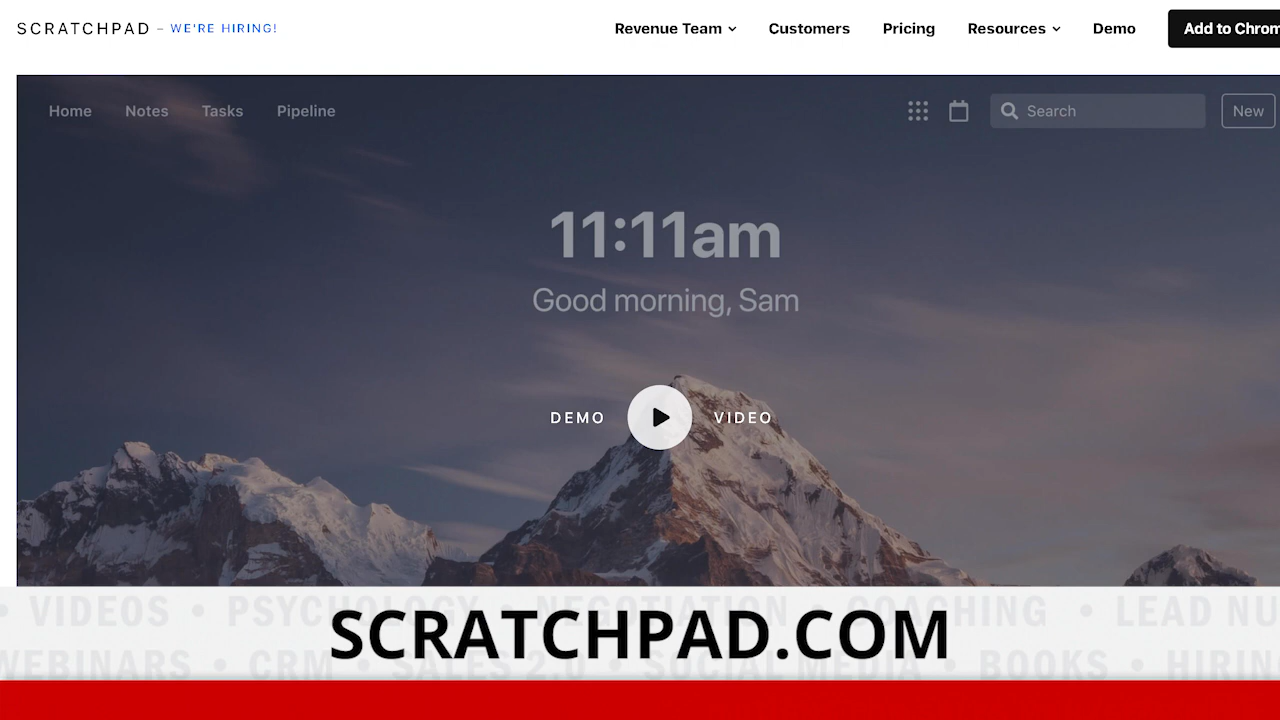 SCRATCHPAD – WE'RE HIRING! Revenue Team Customers Pricing Resources Demo Add to Chrom
Home Notes Tasks Pipeline Search New
11:11am
Good morning, Sam
DEMO VIDEO
• VIDEOS • PSYCHOLOGY • NEGOTIATION • COACHING • LEAD NU
SCRATCHPAD.COM
WEBINARS • CRM • SALES 2.0 • SOCIAL MEDIA • BOOKS • HIRIN